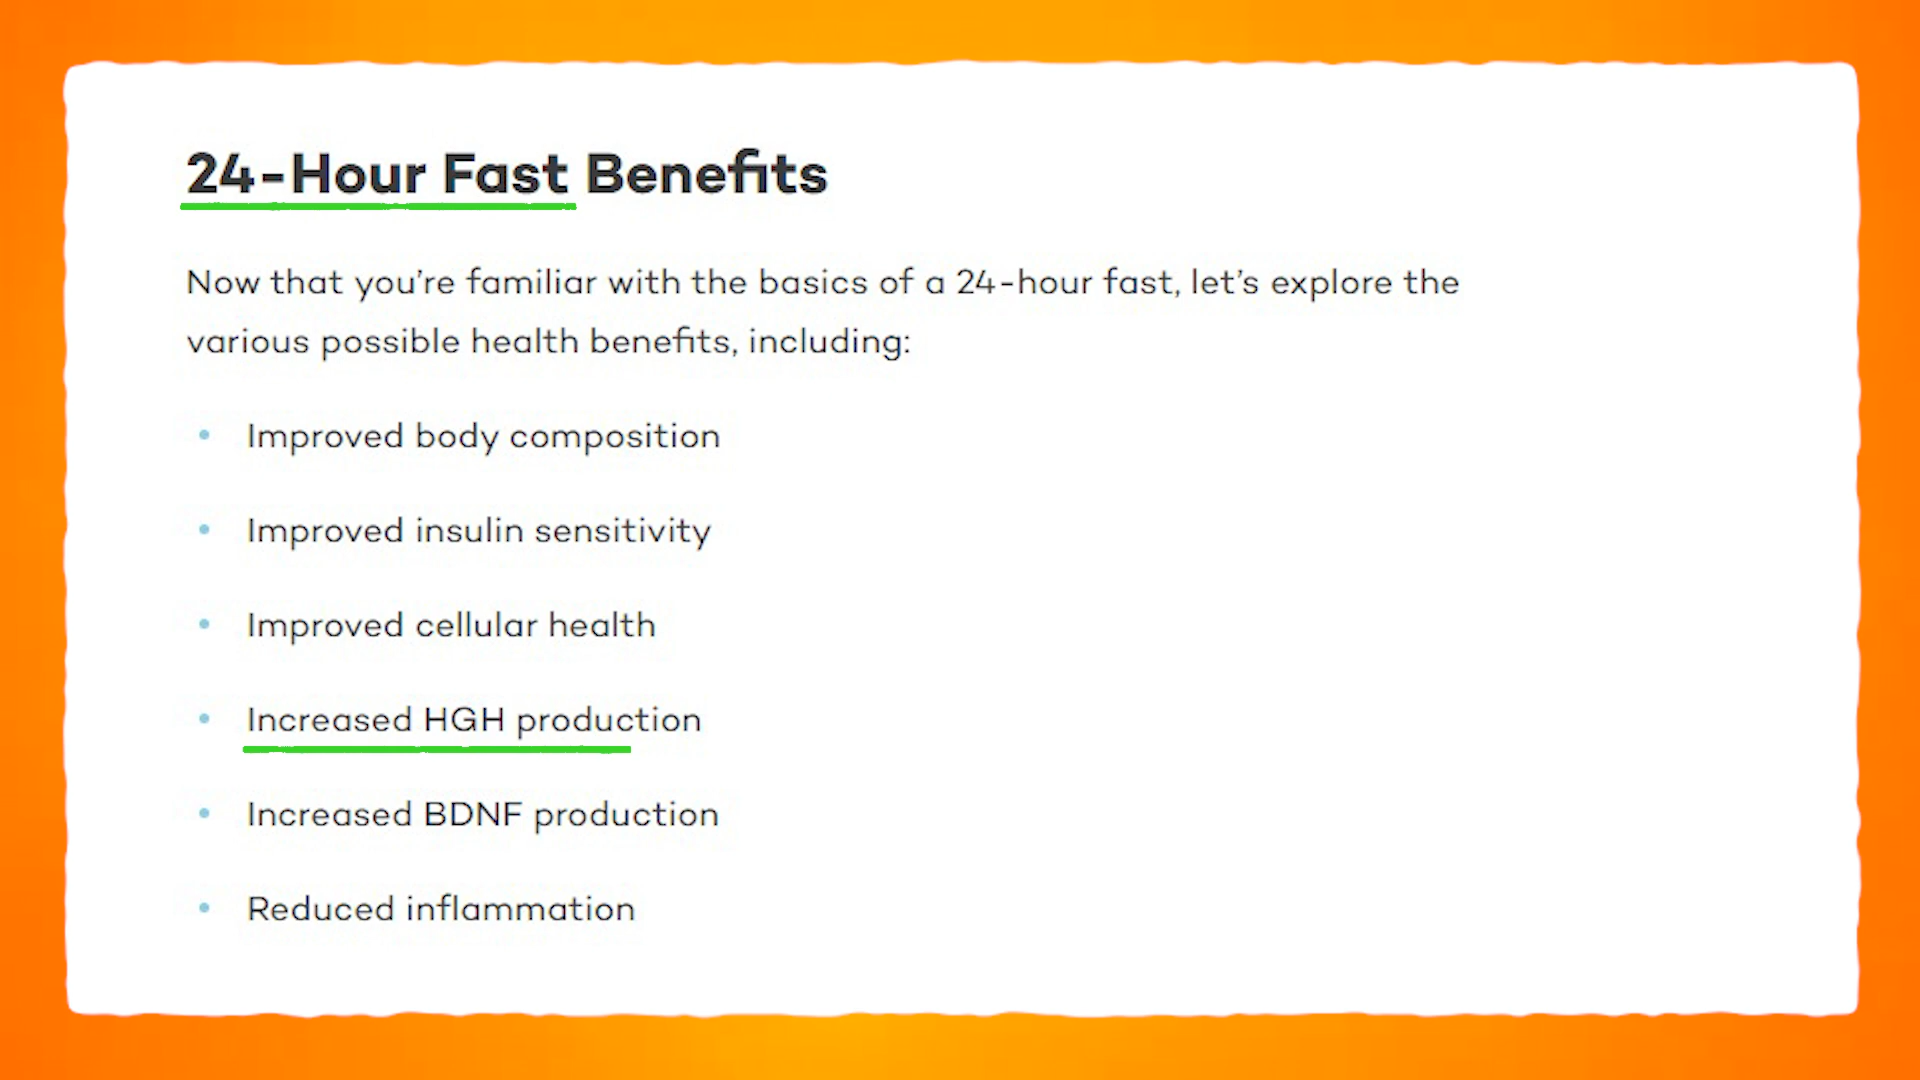 24-Hour Fast Benefits
Now that you’re familiar with the basics of a 24-hour fast, let’s explore the
various possible health benefits, including:
• Improved body composition
• Improved insulin sensitivity
• Improved cellular health
• Increased HGH production
• Increased BDNF production
• Reduced inflammation